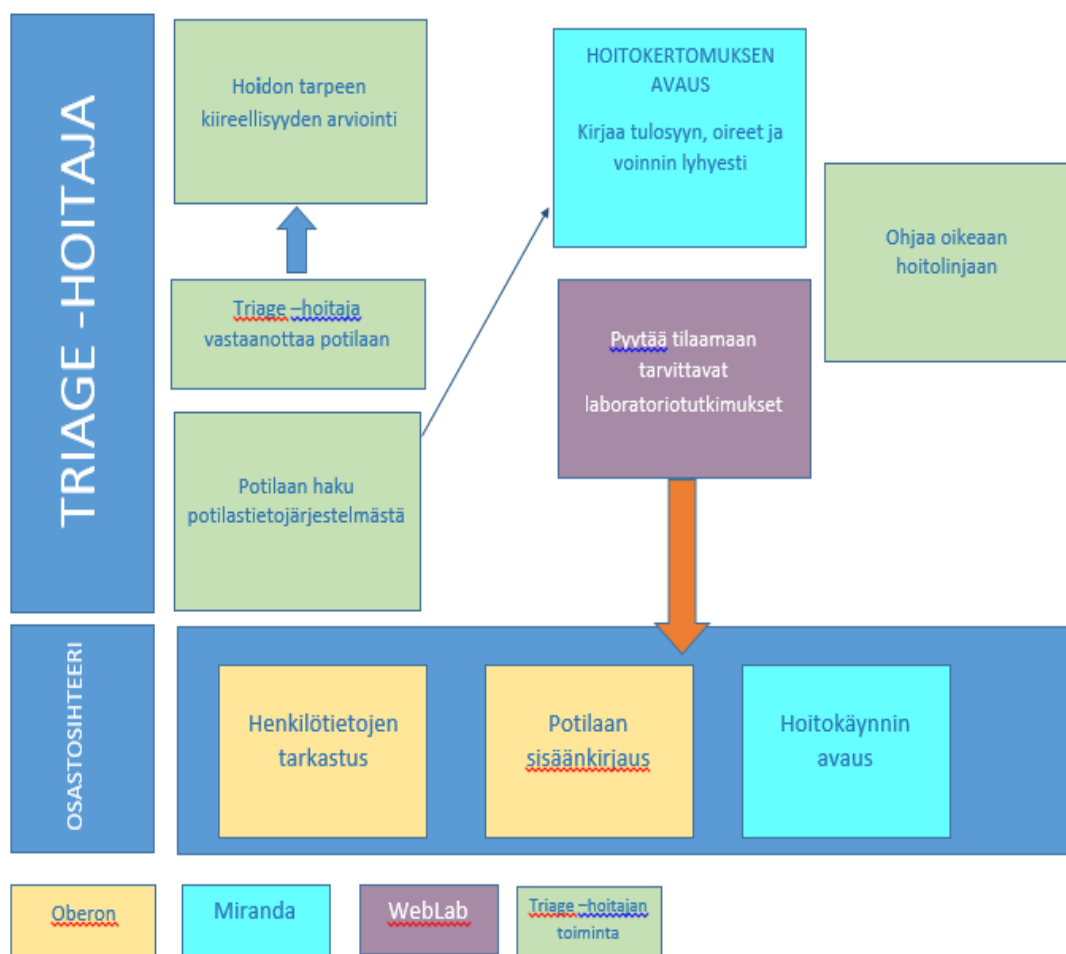 TRIAGE -HOITAJA
Hoidon tarpeen
kiireellisyyden arviointi
Triage –hoitaja
vastaanottaa potilaan
Potilaan haku
potilastietojärjestelmästä
HOITOKERTOMUKSEN
AVAUS
Kirjaa tulosyyn, oireet ja
voinnin lyhyesti
Pyytää tilaamaan
tarvittavat
laboratoriotutkimukset
Ohjaa oikeaan
hoitolinjaan
OSASTOSIHTEERI
Henkilötietojen
tarkastus
Potilaan
sisäänkirjaus
Hoitokäynnin
avaus
Oberon
Miranda
WebLab
Triage –hoitajan
toiminta